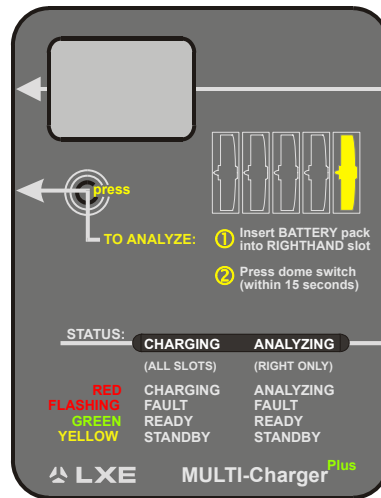 press
TO ANALYZE:
① Insert BATTERY pack
into RIGHTHAND slot
② Press dome switch
(within 15 seconds)
STATUS:
CHARGING ANALYZING
(ALL SLOTS) (RIGHT ONLY)
RED CHARGING ANALYZING
FLASHING FAULT FAULT
GREEN READY READY
YELLOW STANDBY STANDBY
LXE MULTI-Charger Plus